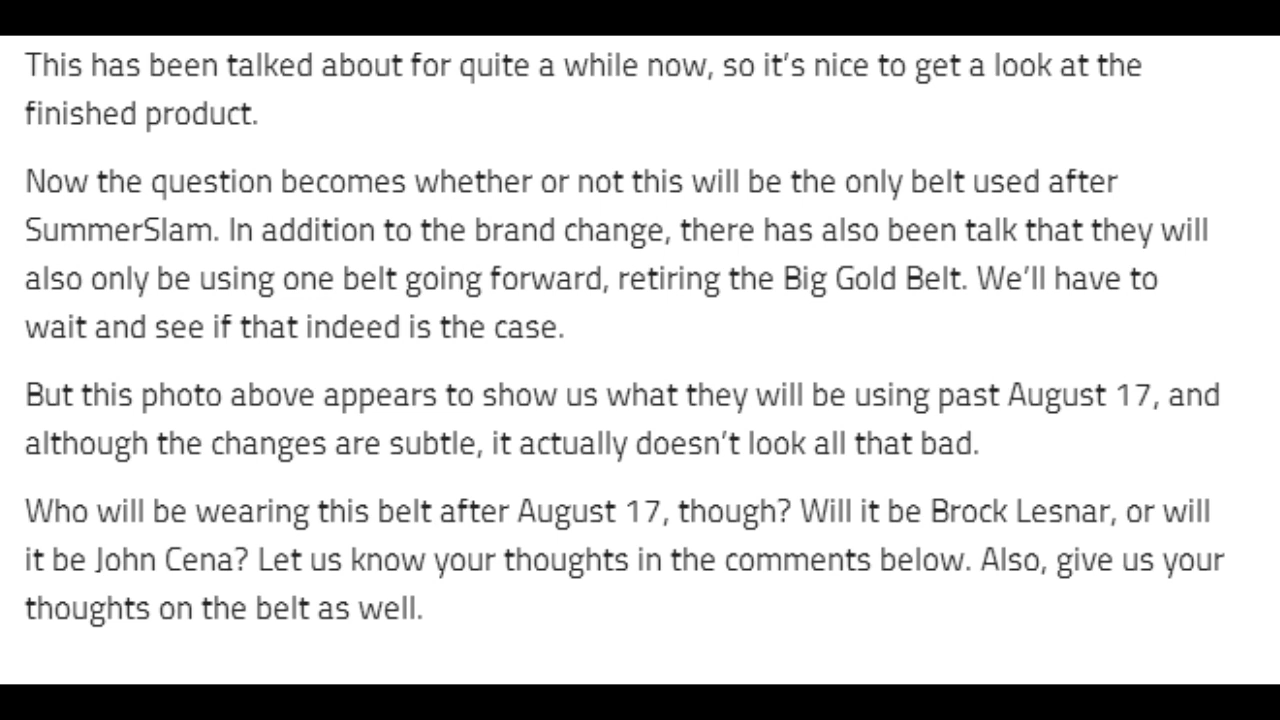 This has been talked about for quite a while now, so it's nice to get a look at the
finished product.
Now the question becomes whether or not this will be the only belt used after
SummerSlam. In addition to the brand change, there has also been talk that they will
also only be using one belt going forward, retiring the Big Gold Belt. We'll have to
wait and see if that indeed is the case.
But this photo above appears to show us what they will be using past August 17, and
although the changes are subtle, it actually doesn't look all that bad.
Who will be wearing this belt after August 17, though? Will it be Brock Lesnar, or will
it be John Cena? Let us know your thoughts in the comments below. Also, give us your
thoughts on the belt as well.